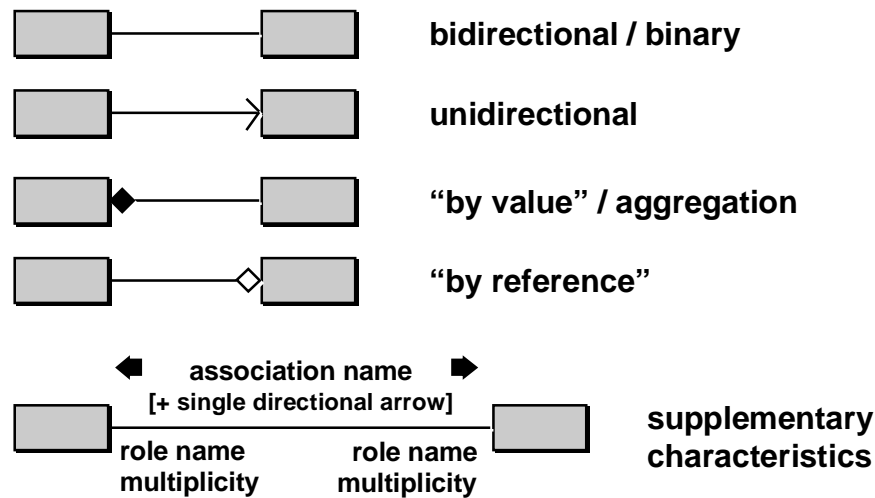 bidirectional / binary
unidirectional
“by value” / aggregation
“by reference”
association name
[+ single directional arrow]
role name
multiplicity
role name
multiplicity
supplementary
characteristics